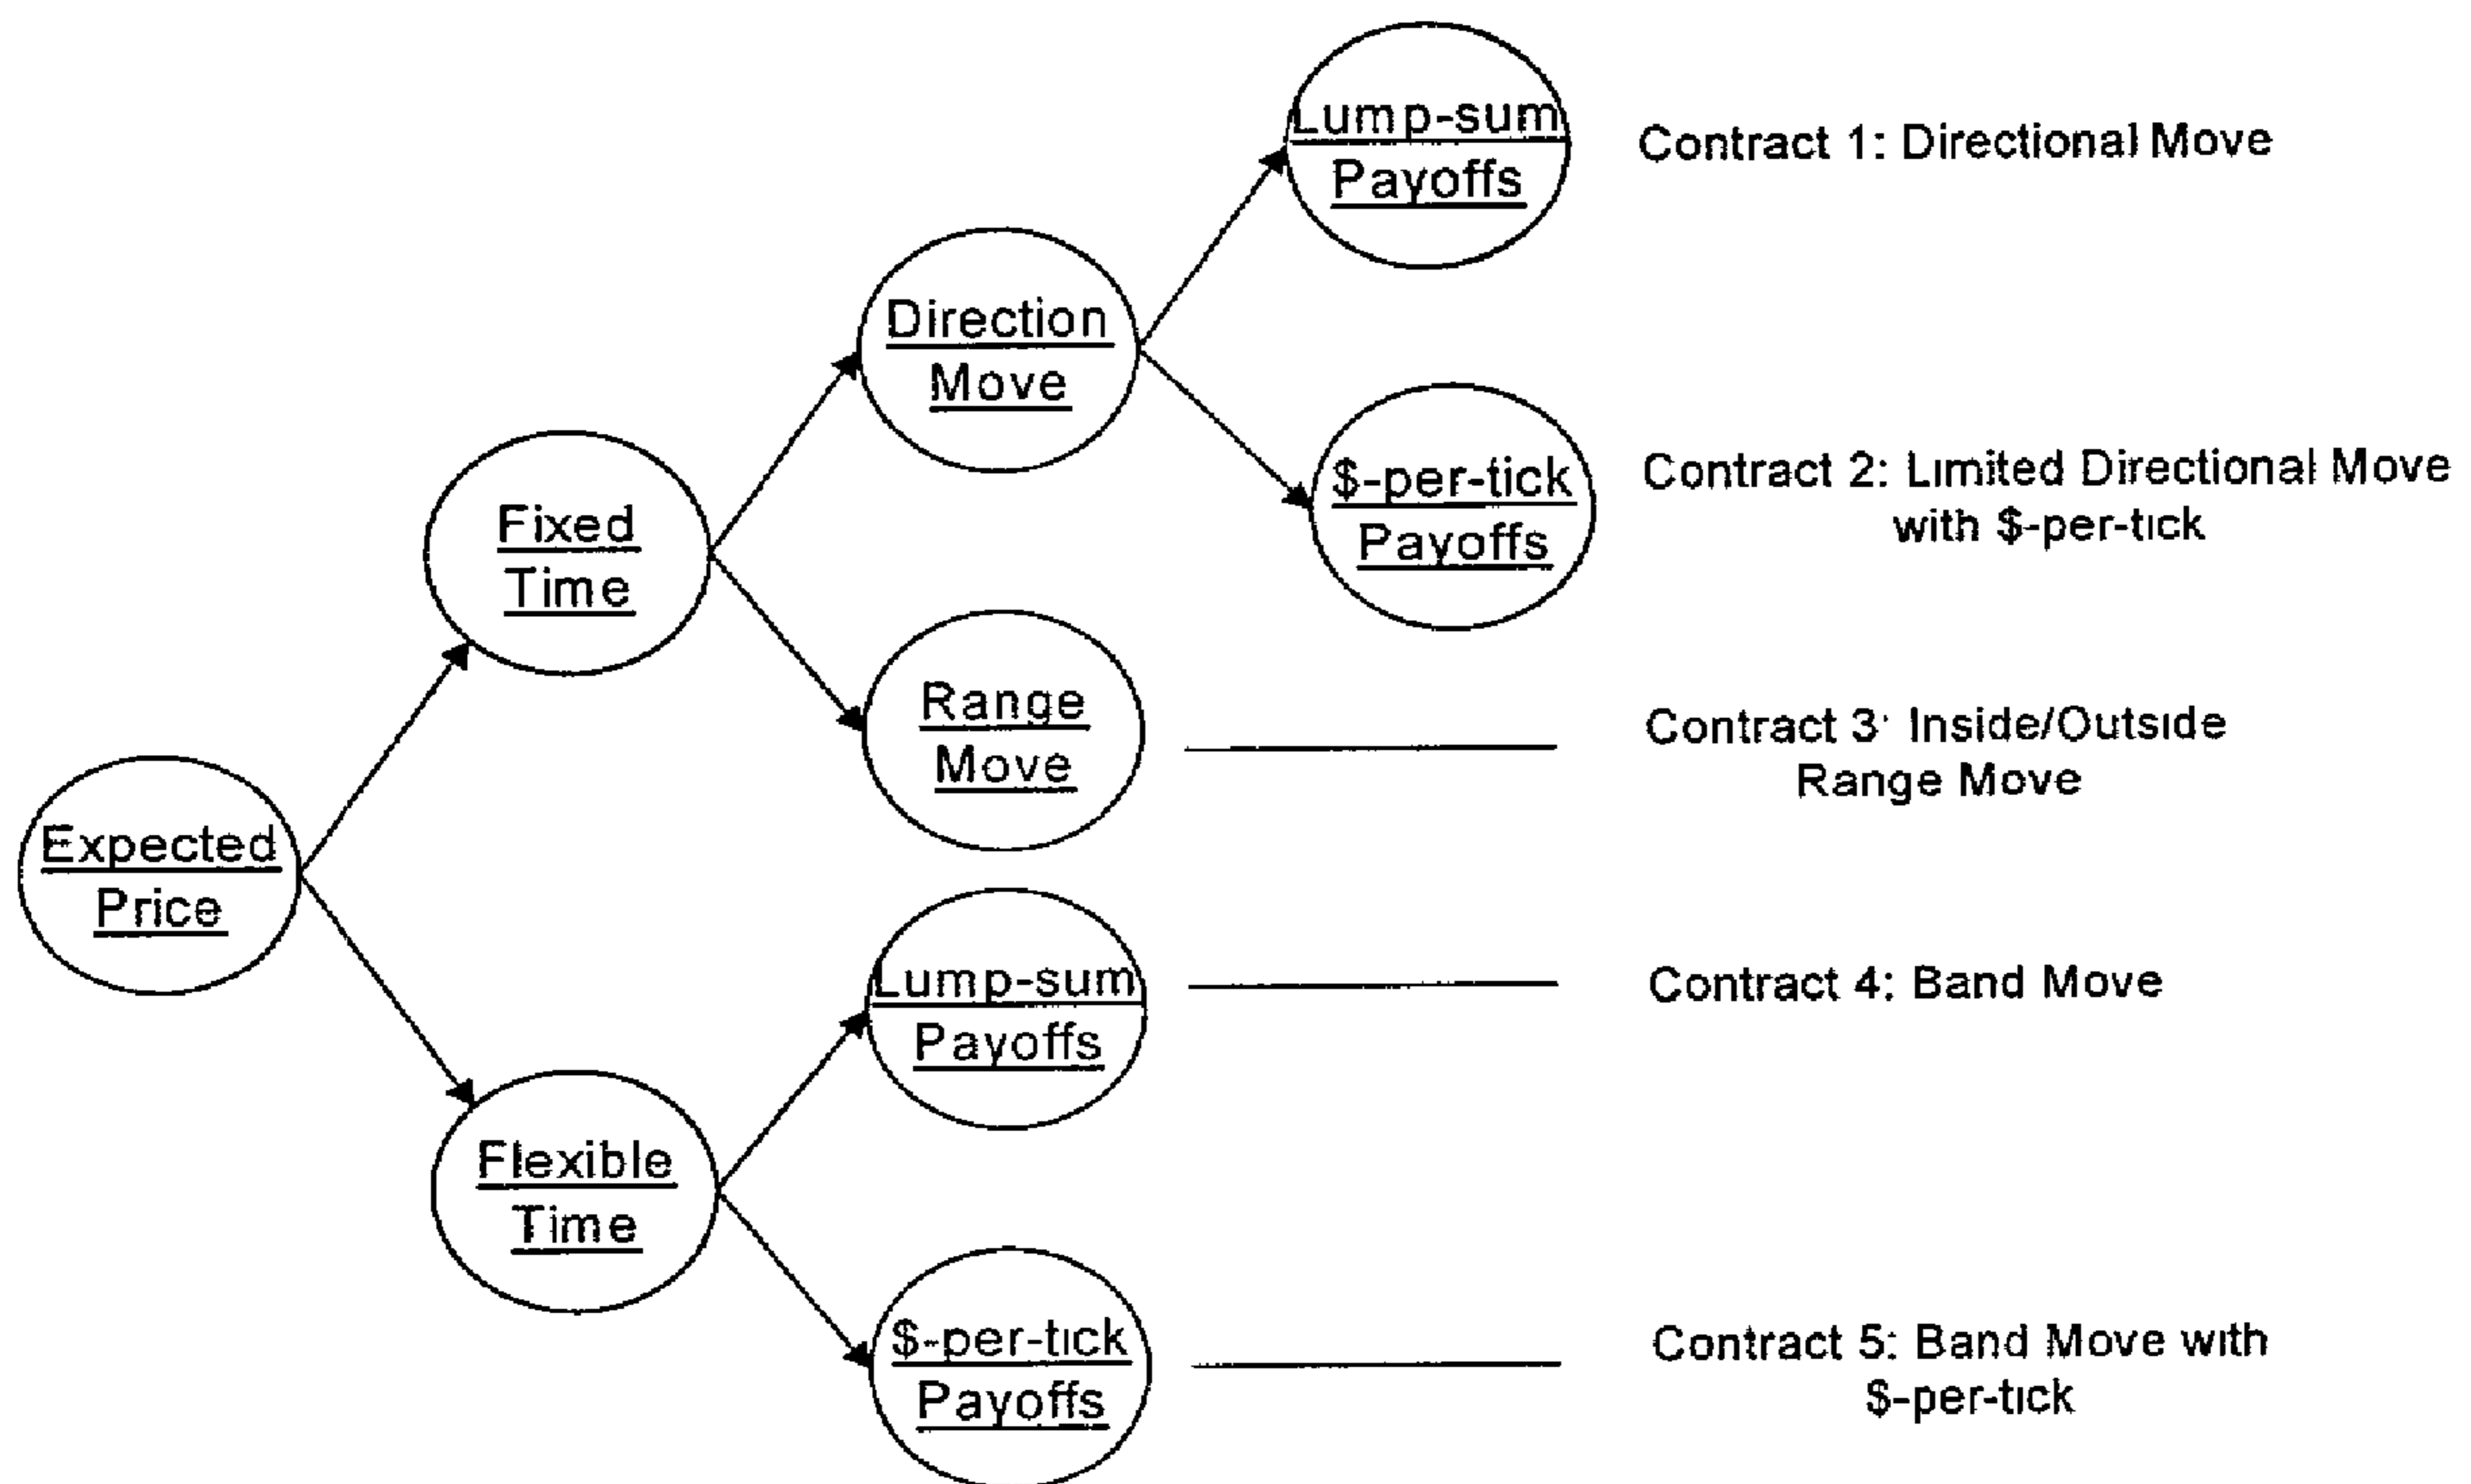 Lump-sum
Payoffs
Contract 1: Directional Move
Direction
Move
$-per-tick
Payoffs
Contract 2: Limited Directional Move
with $-per-tick
Fixed
Time
Range
Move
Contract 3: Inside/Outside
Range Move
Expected
Price
Lump-sum
Payoffs
Contract 4: Band Move
Flexible
Time
$-per-tick
Payoffs
Contract 5: Band Move with
$-per-tick